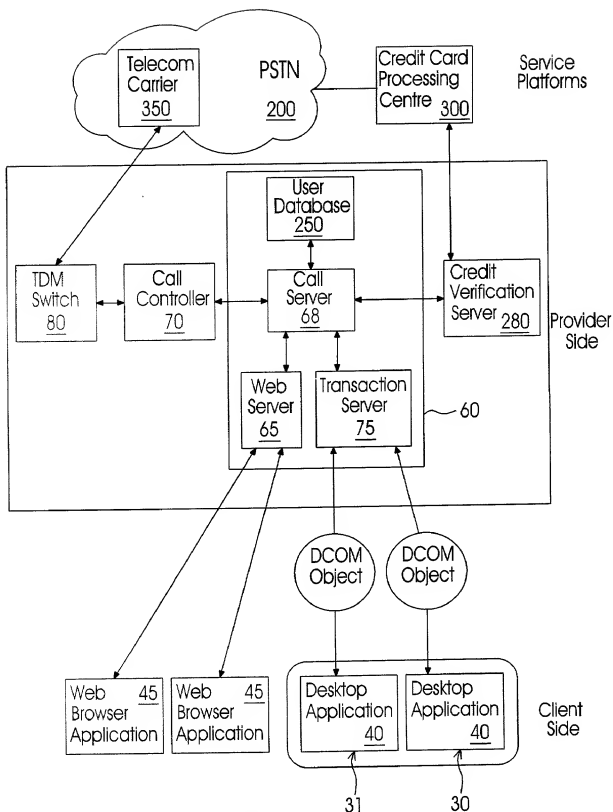 Telecom
Carrier
350
PSTN
200
Credit Card
Processing
Centre 300
Service
Platforms
User
Database
250
TDM
Switch
80
Call
Controller
70
Call
Server
68
Credit
Verification
Server 280
Provider
Side
Web
Server
65
Transaction
Server
75
60
DCOM
Object
DCOM
Object
Web 45
Browser
Application
Web 45
Browser
Application
Desktop
Application
40
Desktop
Application
40
Client
Side
31
30